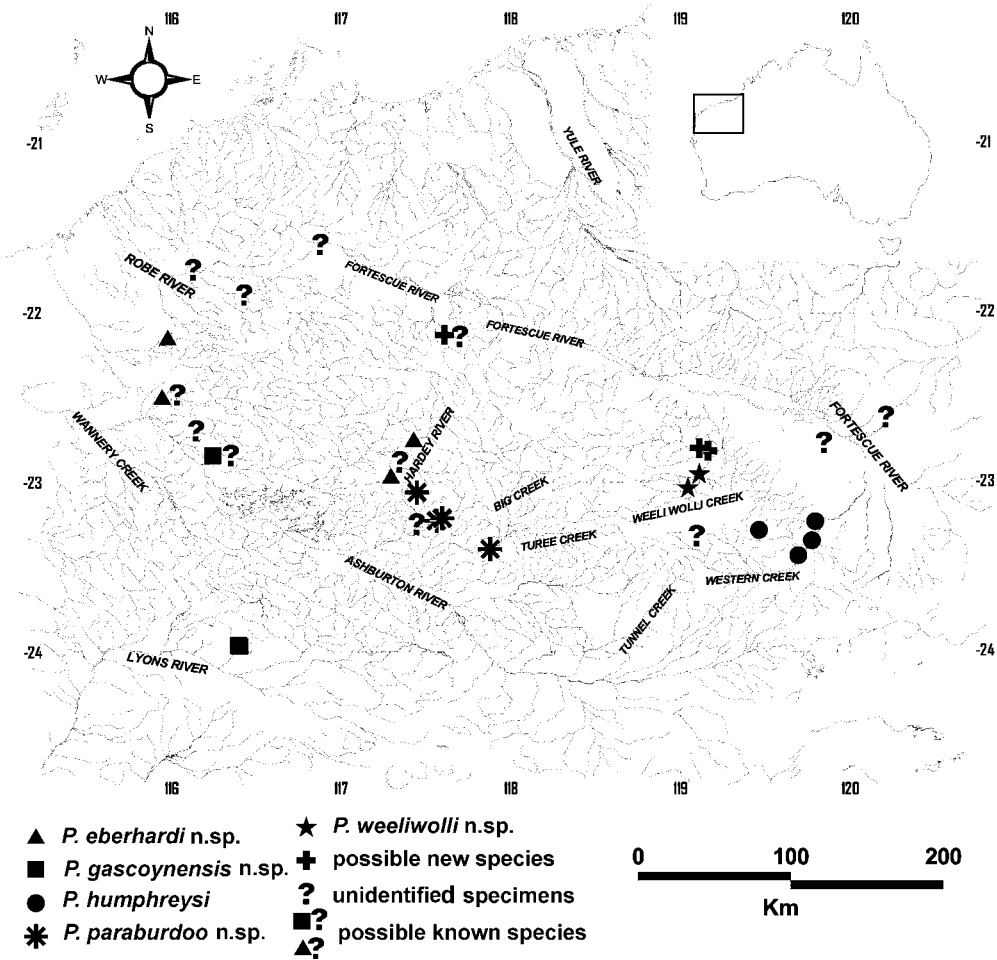 116 117 118 119 120
N
W E
S
-21 -21
YULE RIVER
? ?
ROBE RIVER
FORTESCUE RIVER
?
-22 -22
?
FORTESCUE RIVER
?
?
WANNERY CREEK
HARDEY RIVER
FORTESCUE RIVER
? ?
? ?
-23 -23
BIG CREEK
WEELI WOLLI CREEK
? ?
TUREE CREEK
ASHBURTON RIVER
WESTERN CREEK
TUNNEL CREEK
-24 -24
LYONS RIVER
116 117 118 119 120
P. eberhardi n.sp.
P. gascoynensis n.sp.
P. humphreysi
P. paraburdoo n.sp.
P. weeliwolli n.sp.
possible new species
? unidentified specimens
? possible known species
?
0 100 200
Km